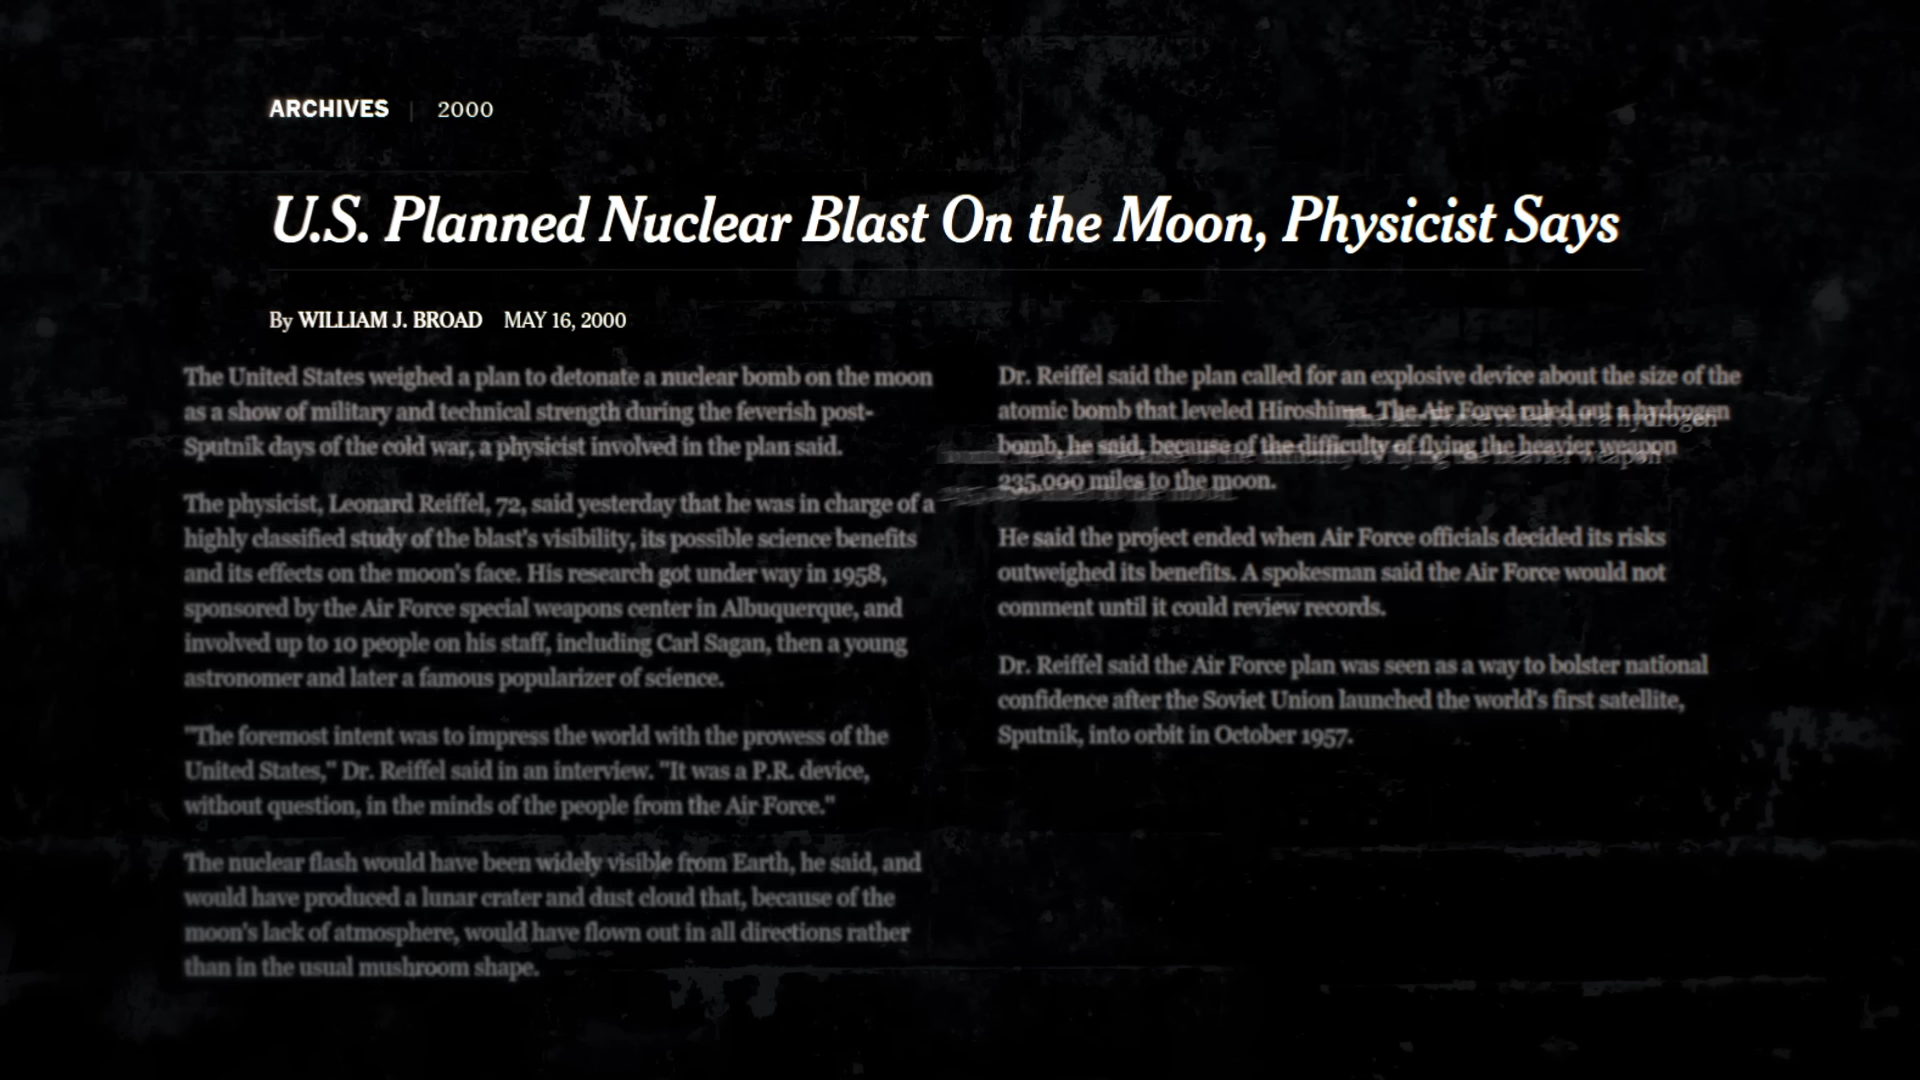 ARCHIVES | 2000
U.S. Planned Nuclear Blast On the Moon, Physicist Says
By WILLIAM J. BROAD MAY 16, 2000
The United States weighed a plan to detonate a nuclear bomb on the moon
as a show of military and technical strength during the feverish post-
Sputnik days of the cold war, a physicist involved in the plan said.
The physicist, Leonard Reiffel, 72, said yesterday that he was in charge of a
highly classified study of the blast's visibility, its possible science benefits
and its effects on the moon's face. His research got under way in 1958,
sponsored by the Air Force special weapons center in Albuquerque, and
involved up to 10 people on his staff, including Carl Sagan, then a young
astronomer and later a famous popularizer of science.
"The foremost intent was to impress the world with the prowess of the
United States," Dr. Reiffel said in an interview. "It was a P.R. device,
without question, in the minds of the people from the Air Force."
The nuclear flash would have been widely visible from Earth, he said, and
would have produced a lunar crater and dust cloud that, because of the
moon's lack of atmosphere, would have flown out in all directions rather
than in the usual mushroom shape.
Dr. Reiffel said the plan called for an explosive device about the size of the
atomic bomb that leveled Hiroshima. The Air Force ruled out a hydrogen
bomb, he said, because of the difficulty of flying the heavier weapon
235,000 miles to the moon.
He said the project ended when Air Force officials decided its risks
outweighed its benefits. A spokesman said the Air Force would not
comment until it could review records.
Dr. Reiffel said the Air Force plan was seen as a way to bolster national
confidence after the Soviet Union launched the world's first satellite,
Sputnik, into orbit in October 1957.